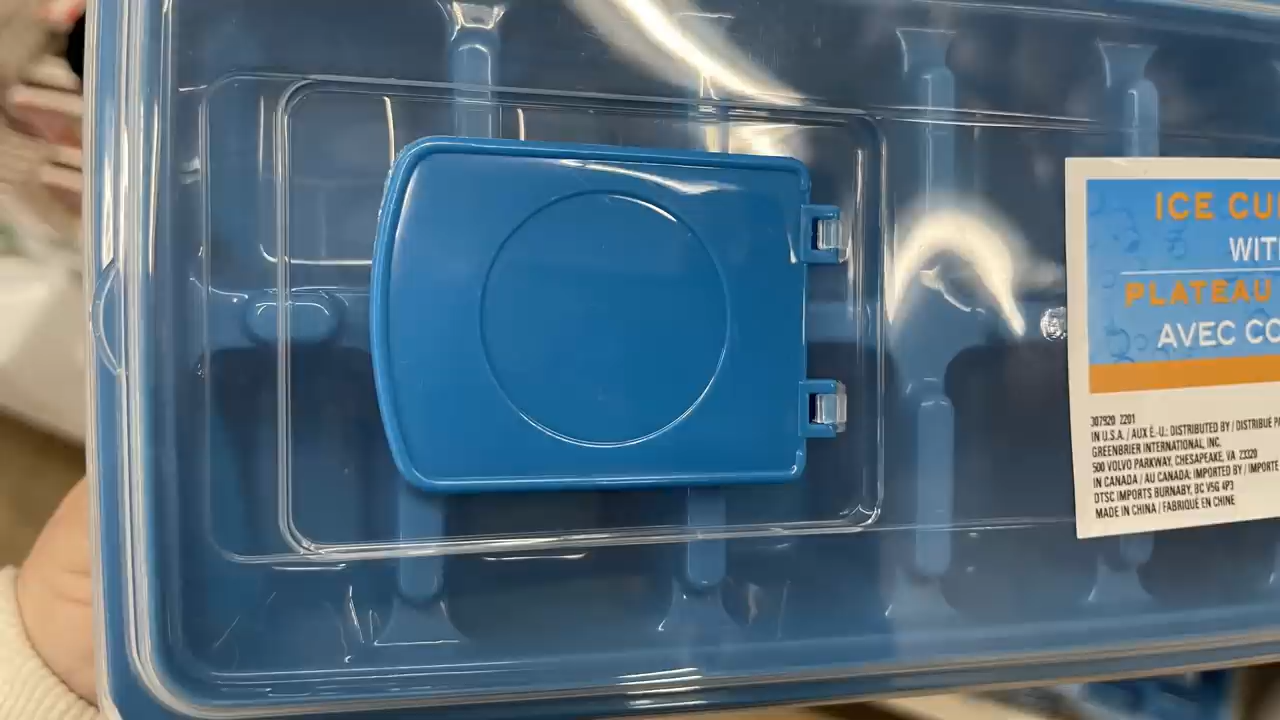 ICE CU
WIT
PLATEAU
AVEC CO
307920 2201
IN U.S.A. / AUX É.-U.: DISTRIBUTED BY / DISTRIBUÉ P
GREENBRIER INTERNATIONAL, INC.
500 VOLVO PARKWAY, CHESAPEAKE, VA 23320
IN CANADA / AU CANADA: IMPORTED BY / IMPORTÉ
DTSC IMPORTS BURNABY, BC V5G 4P3
MADE IN CHINA / FABRIQUÉ EN CHINE